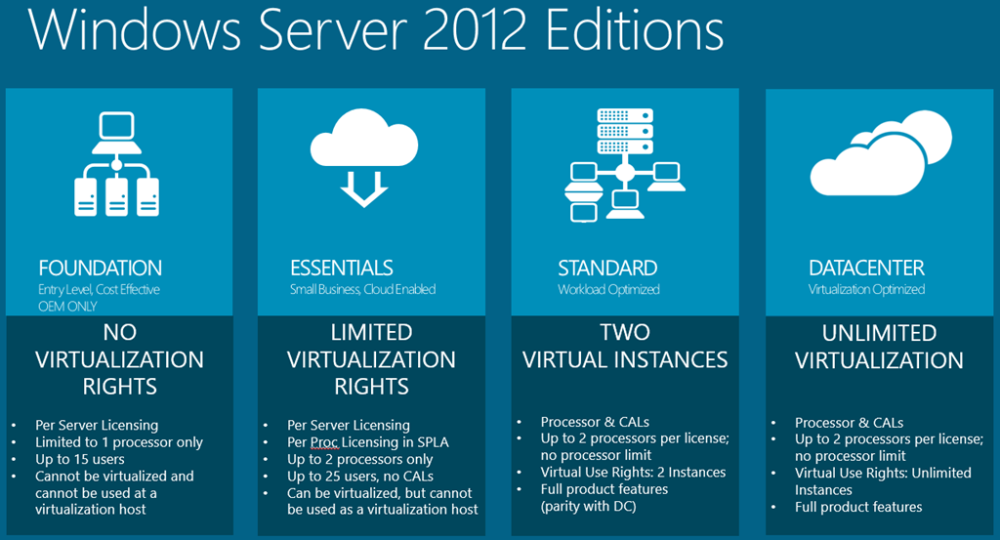 Windows Server 2012 Editions
FOUNDATION
Entry Level, Cost Effective
OEM ONLY
NO
VIRTUALIZATION
RIGHTS
• Per Server Licensing
• Limited to 1 processor only
• Up to 15 users
• Cannot be virtualized and
cannot be used at a
virtualization host
ESSENTIALS
Small Business, Cloud Enabled
LIMITED
VIRTUALIZATION
RIGHTS
• Per Server Licensing
• Per Proc Licensing in SPLA
• Up to 2 processors only
• Up to 25 users, no CALs
• Can be virtualized, but cannot
be used as a virtualization host
STANDARD
Workload Optimized
TWO
VIRTUAL INSTANCES
• Processor & CALs
• Up to 2 processors per license;
no processor limit
• Virtual Use Rights: 2 Instances
• Full product features
(parity with DC)
DATACENTER
Virtualization Optimized
UNLIMITED
VIRTUALIZATION
• Processor & CALs
• Up to 2 processors per license;
no processor limit
• Virtual Use Rights: Unlimited
Instances
• Full product features